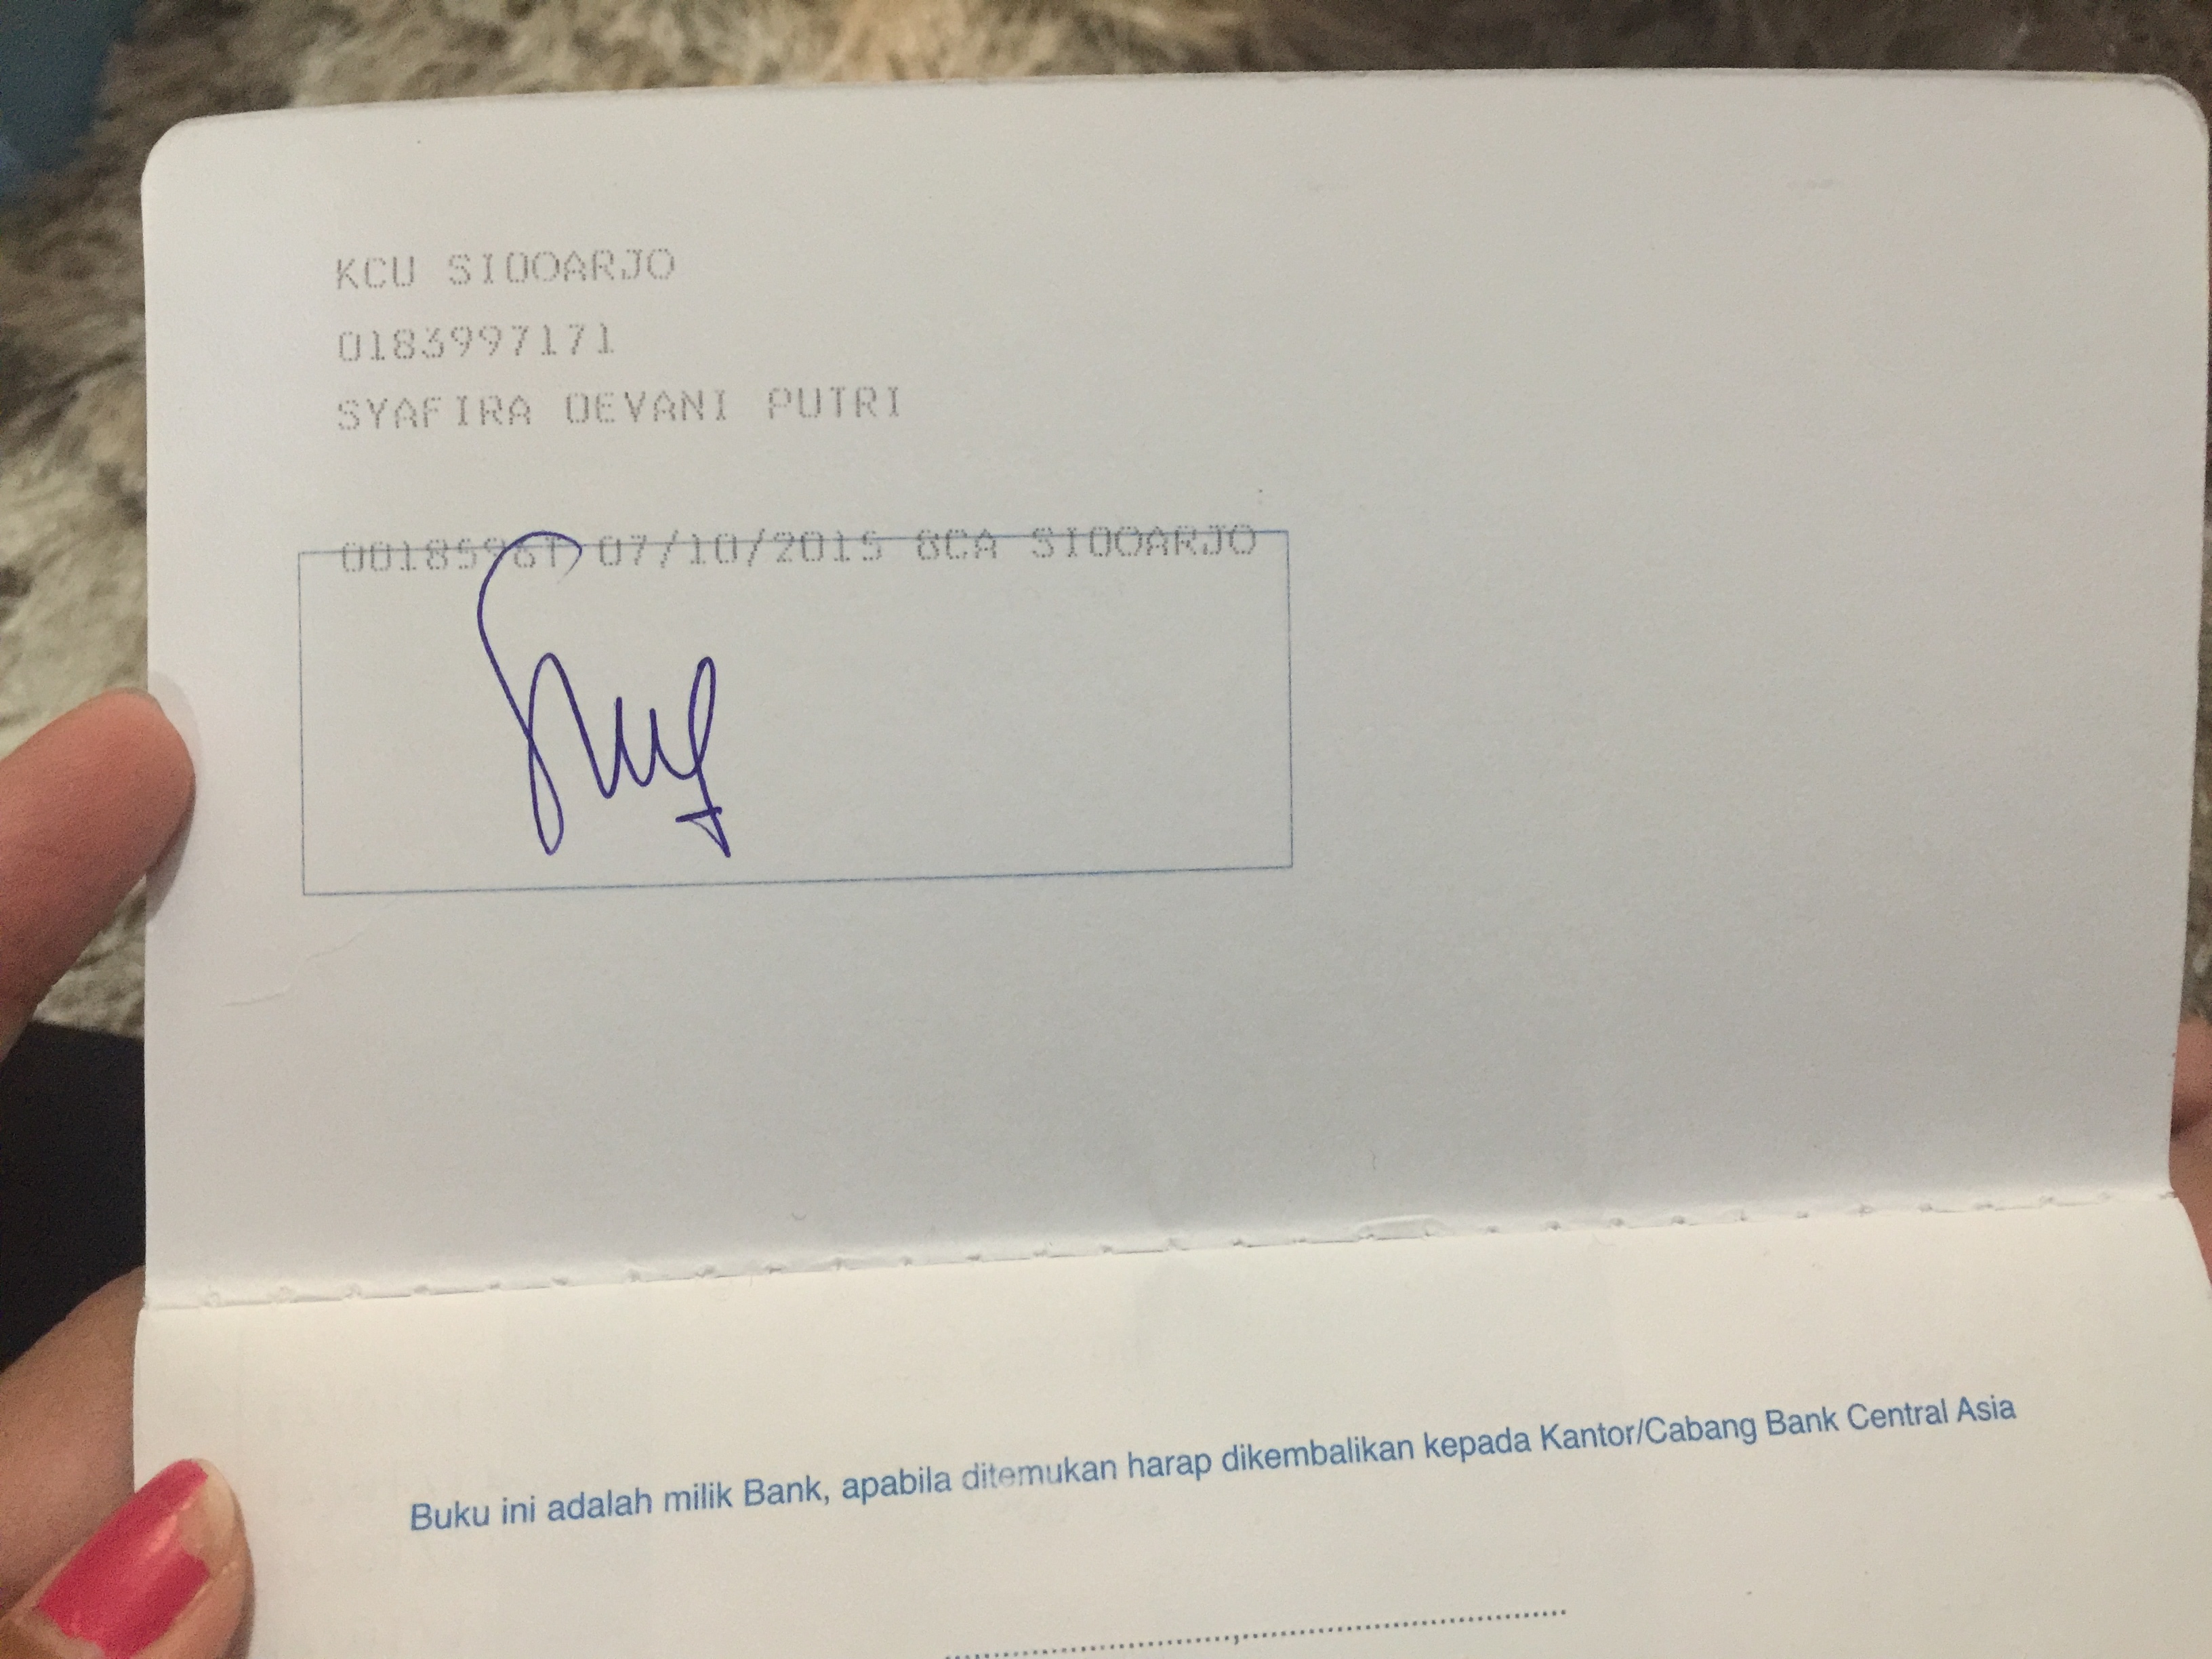 KCU SIDOARJO
0183997171
SYAFIRA DEVANI PUTRI
0018596T 07/10/2015 BCA SIDOARJO
Buku ini adalah milik Bank, apabila ditemukan harap dikembalikan kepada Kantor/Cabang Bank Central Asia